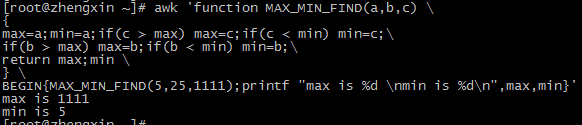 [root@zhengxin ~]# awk 'function MAX_MIN_FIND(a,b,c) \
{
max=a;min=a;if(c > max) max=c;if(c < min) min=c;\
if(b > max) max=b;if(b < min) min=b;\
return max;min \
} \
BEGIN{MAX_MIN_FIND(5,25,1111);printf "max is %d \nmin is %d\n",max,min}'
max is 1111
min is 5
[root@zhengxin ~]#